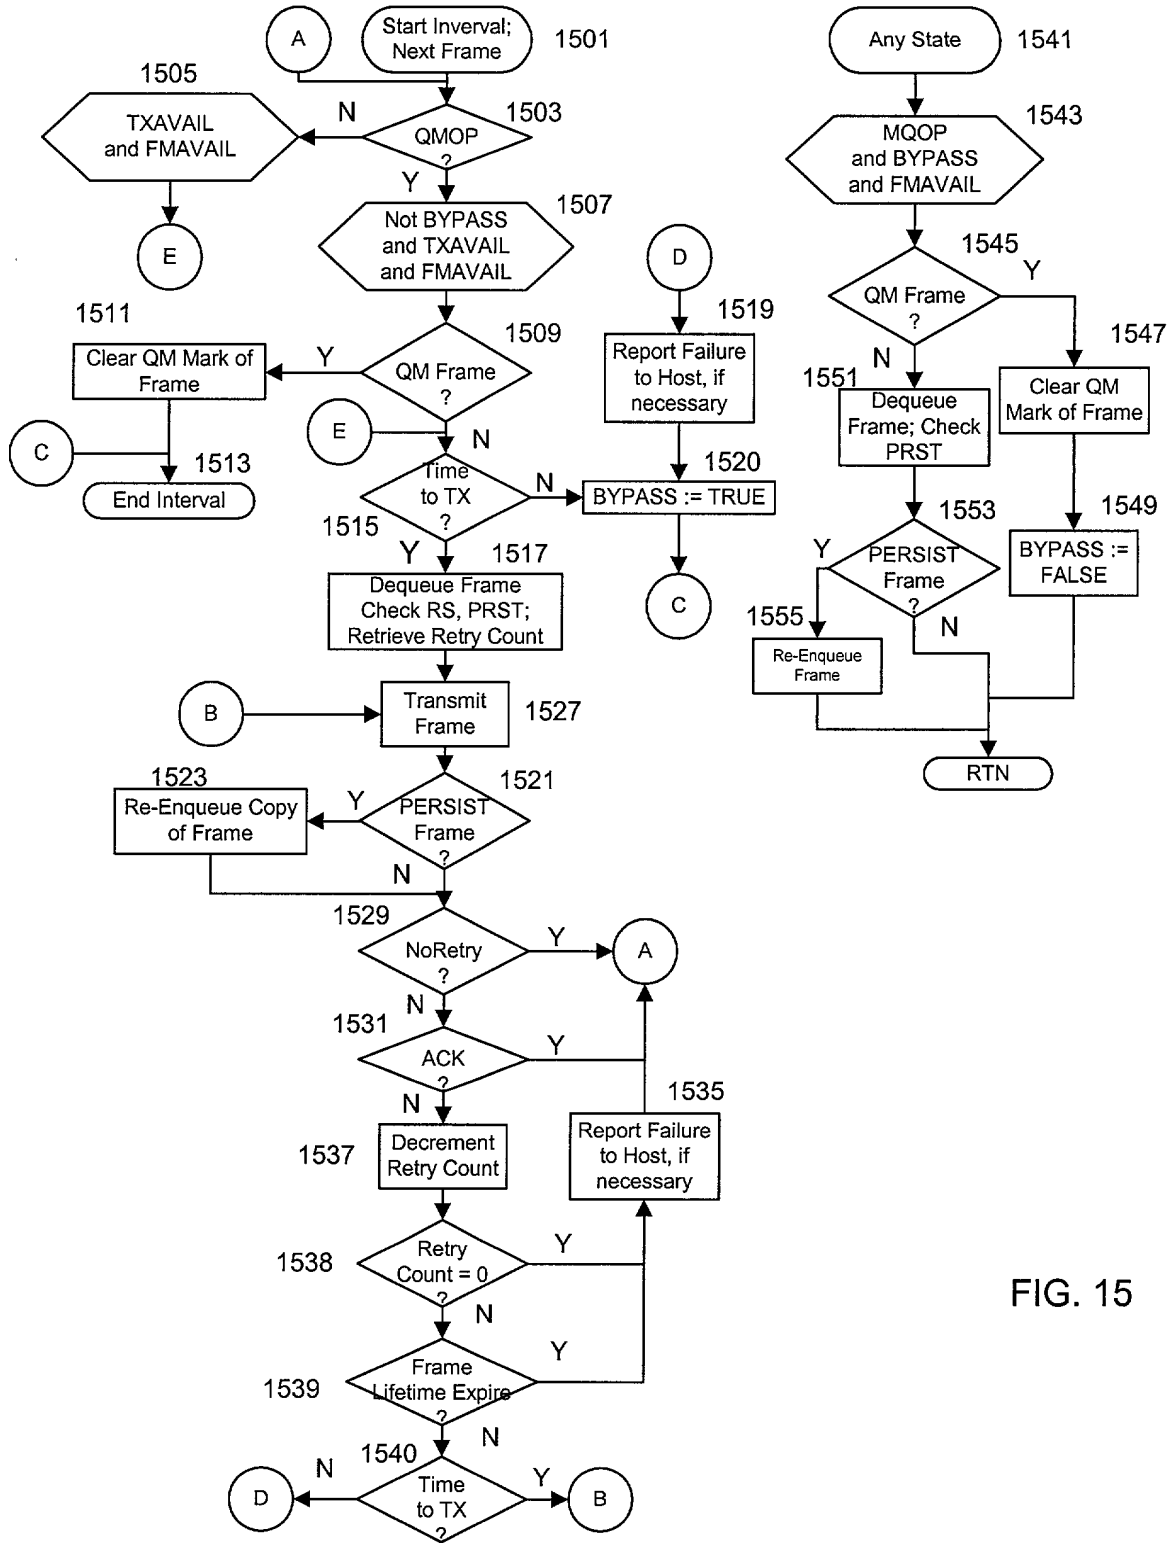 A
Start Inverval;
Next Frame
1501
Any State
1541
1505
TXAVAIL
and FMAVAIL
N
1503
QMOP
?
Y
1543
MQOP
and BYPASS
and FMAVAIL
E
1507
Not BYPASS
and TXAVAIL
and FMAVAIL
D
1545
QM Frame
?
Y
N
1511
Clear QM Mark of
Frame
Y
1509
QM Frame
?
N
1519
Report Failure
to Host, if
necessary
1547
Clear QM
Mark of Frame
1551
Dequeue
Frame; Check
PRST
C
1513
End Interval
E
Time
to TX
?
1515
N
Y
1520
BYPASS := TRUE
C
1553
PERSIST
Frame
?
Y
N
1549
BYPASS :=
FALSE
1517
Dequeue Frame
Check RS, PRST;
Retrieve Retry Count
1555
Re-Enqueue
Frame
RTN
B
Transmit
Frame
1527
1523
Re-Enqueue Copy
of Frame
Y
1521
PERSIST
Frame
?
N
1529
NoRetry
?
Y
A
N
1531
ACK
?
Y
N
1535
Report Failure
to Host, if
necessary
1537
Decrement
Retry Count
1538
Retry
Count = 0
?
Y
N
FIG. 15
1539
Frame
Lifetime Expire
?
Y
N
1540
Time
to TX
?
N
D
Y
B